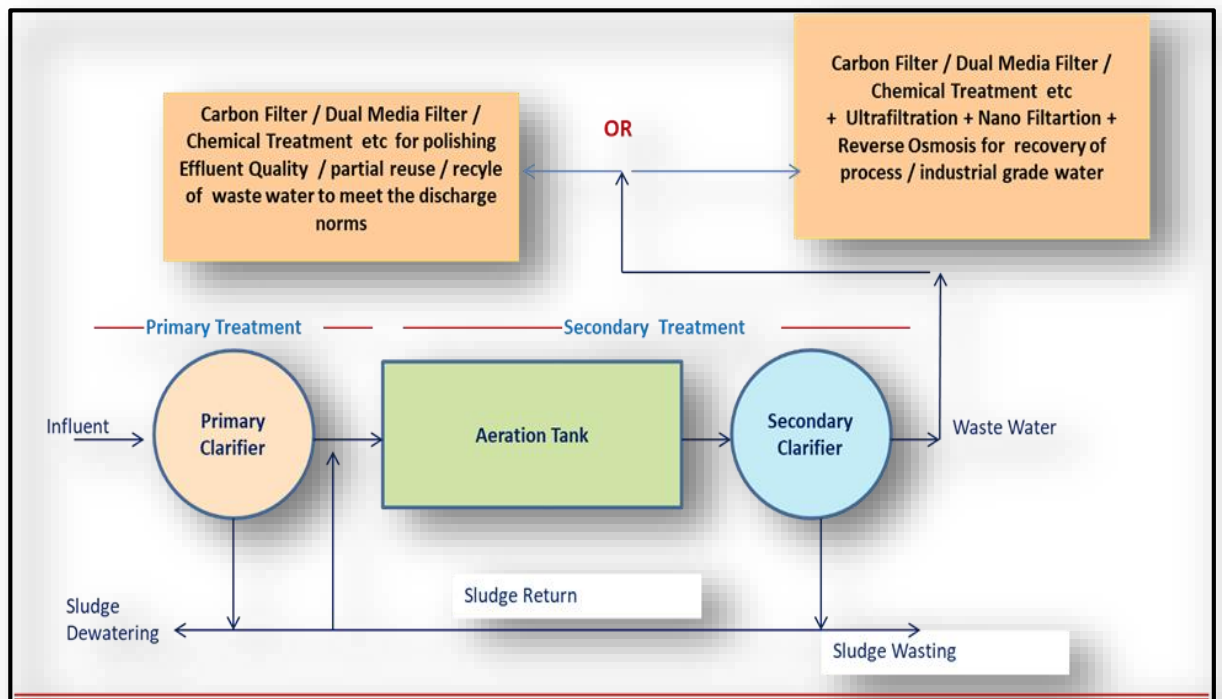 Carbon Filter / Dual Media Filter /
Chemical Treatment etc for polishing
Effluent Quality / partial reuse / recyle
of waste water to meet the discharge
norms
OR
Carbon Filter / Dual Media Filter /
Chemical Treatment etc
+ Ultrafiltration + Nano Filtartion +
Reverse Osmosis for recovery of
process / industrial grade water
Primary Treatment
Secondary Treatment
Influent
Primary
Clarifier
Aeration Tank
Secondary
Clarifier
Waste Water
Sludge
Dewatering
Sludge Return
Sludge Wasting